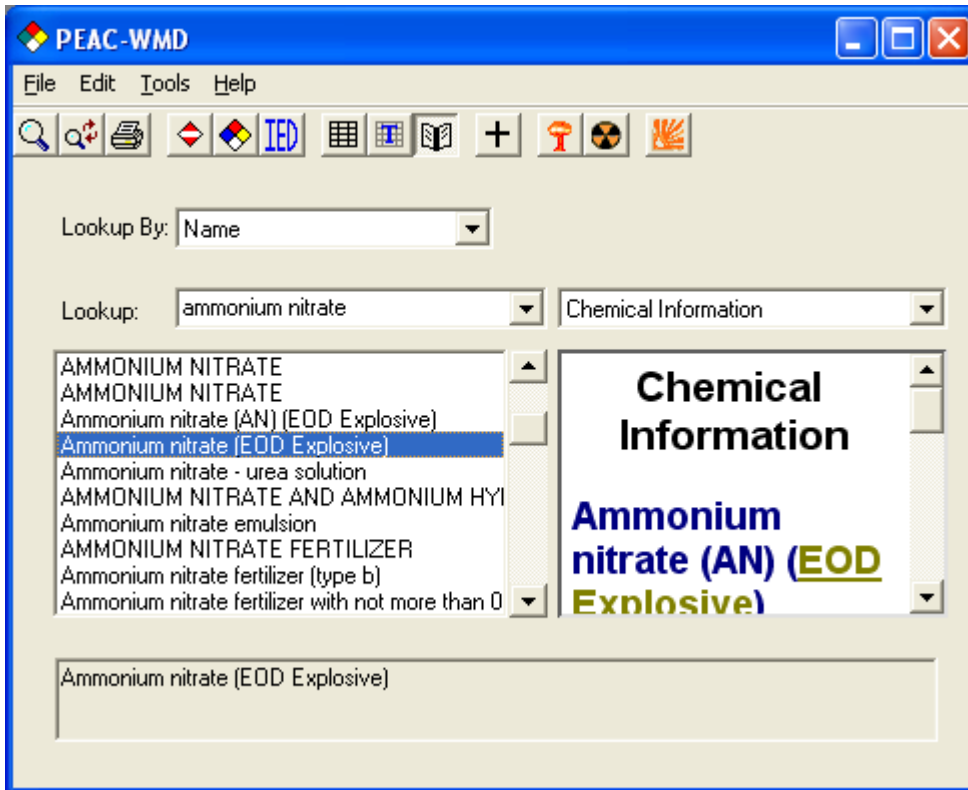 PEAC-WMD
File Edit Tools Help
IED T
Lookup By: Name
Lookup: ammonium nitrate Chemical Information
AMMONIUM NITRATE
AMMONIUM NITRATE
Ammonium nitrate (AN) (EOD Explosive)
Ammonium nitrate (EOD Explosive)
Ammonium nitrate - urea solution
AMMONIUM NITRATE AND AMMONIUM HYI
Ammonium nitrate emulsion
AMMONIUM NITRATE FERTILIZER
Ammonium nitrate fertilizer (type b)
Ammonium nitrate fertilizer with not more than 0
Chemical
Information
Ammonium
nitrate (AN) (EOD
Explosive)
Ammonium nitrate (EOD Explosive)